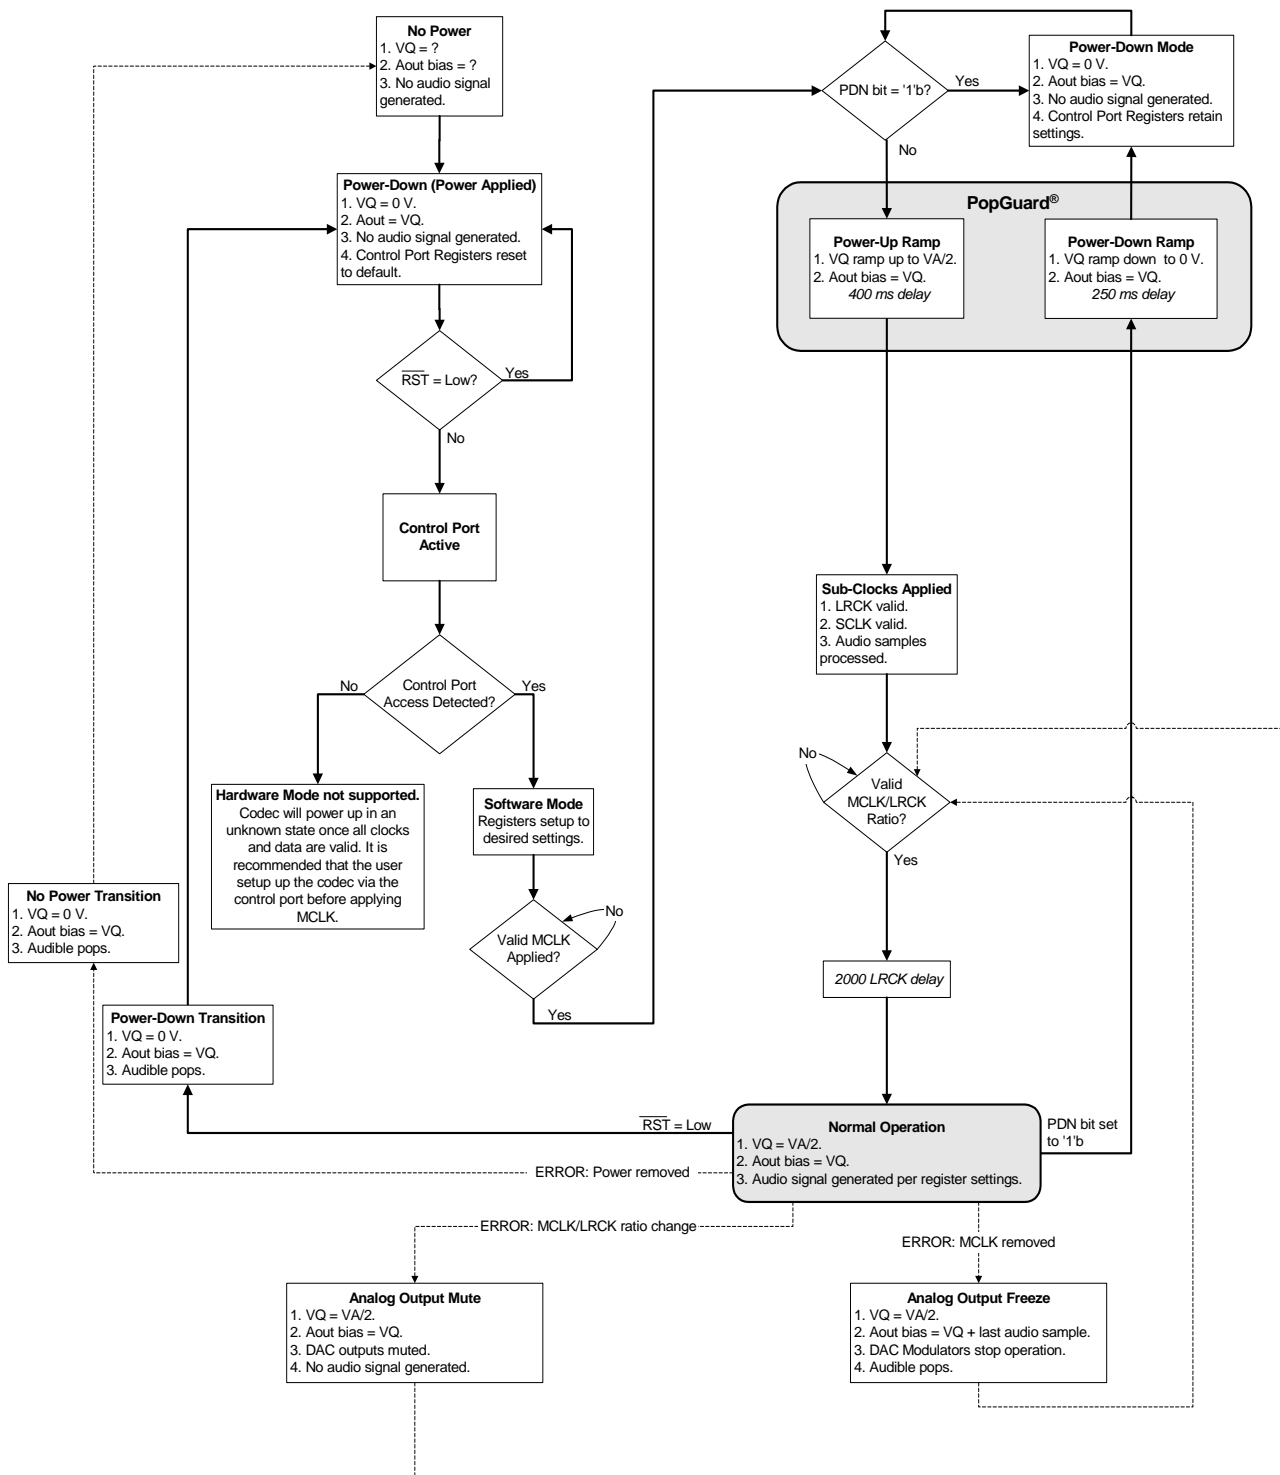 No Power
1. VQ = ?
2. Aout bias = ?
3. No audio signal
generated.
Power-Down (Power Applied)
1. VQ = 0 V.
2. Aout = VQ.
3. No audio signal generated.
4. Control Port Registers reset
to default.
RST = Low?
Yes
No
Control Port
Active
Control Port
Access Detected?
No
Yes
Hardware Mode not supported.
Codec will power up in an
unknown state once all clocks
and data are valid. It is
recommended that the user
setup up the codec via the
control port before applying
MCLK.
Software Mode
Registers setup to
desired settings.
Valid MCLK
Applied?
No
Yes
No Power Transition
1. VQ = 0 V.
2. Aout bias = VQ.
3. Audible pops.
Power-Down Transition
1. VQ = 0 V.
2. Aout bias = VQ.
3. Audible pops.
PDN bit = '1'b?
Yes
No
Power-Down Mode
1. VQ = 0 V.
2. Aout bias = VQ.
3. No audio signal generated.
4. Control Port Registers retain
settings.
PopGuard®
Power-Up Ramp
1. VQ ramp up to VA/2.
2. Aout bias = VQ.
400 ms delay
Power-Down Ramp
1. VQ ramp down to 0 V.
2. Aout bias = VQ.
250 ms delay
Sub-Clocks Applied
1. LRCK valid.
2. SCLK valid.
3. Audio samples
processed.
No
Valid
MCLK/LRCK
Ratio?
Yes
2000 LRCK delay
Normal Operation
1. VQ = VA/2.
2. Aout bias = VQ.
3. Audio signal generated per register settings.
RST = Low
PDN bit set
to '1'b
ERROR: Power removed
ERROR: MCLK/LRCK ratio change
ERROR: MCLK removed
Analog Output Mute
1. VQ = VA/2.
2. Aout bias = VQ.
3. DAC outputs muted.
4. No audio signal generated.
Analog Output Freeze
1. VQ = VA/2.
2. Aout bias = VQ + last audio sample.
3. DAC Modulators stop operation.
4. Audible pops.